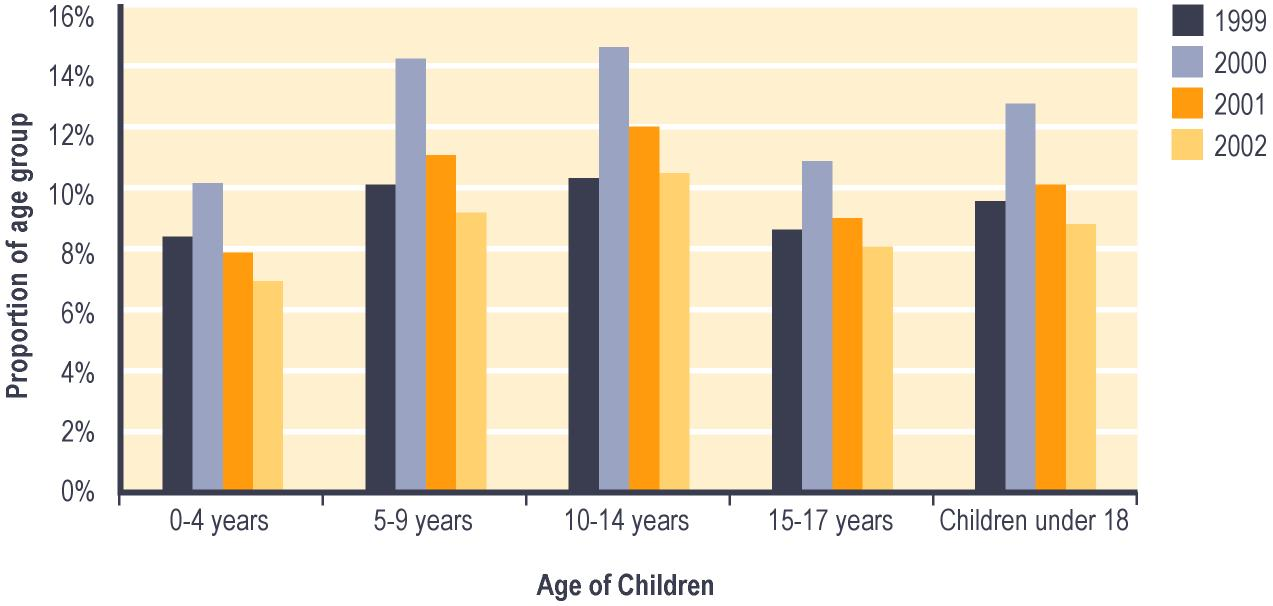 16%
14%
12%
10%
8%
6%
4%
2%
0%
Proportion of age group
0-4 years
5-9 years
10-14 years
15-17 years
Children under 18
Age of Children
1999
2000
2001
2002